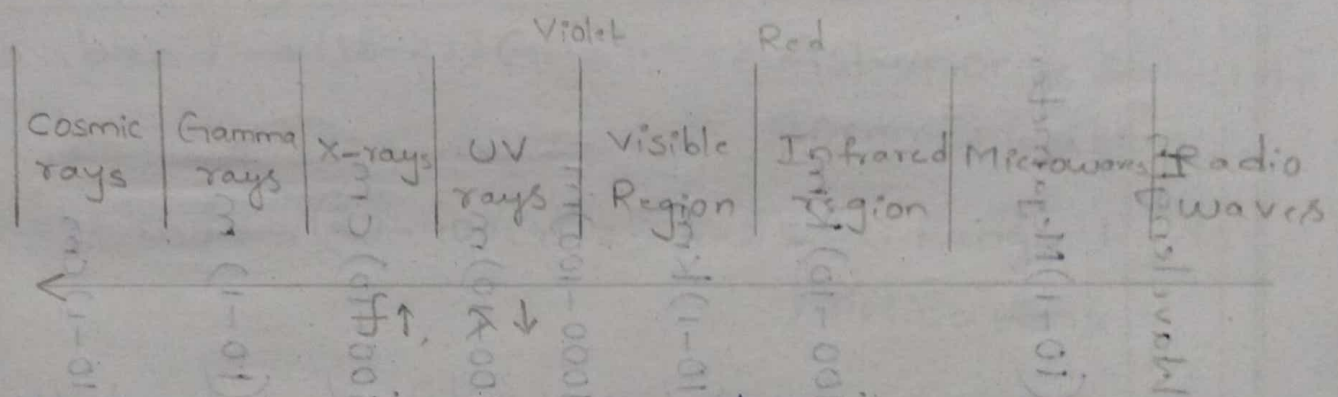 Violet Red
Cosmic Gamma X-rays UV Visible Infrared Microwaves Radio
rays rays rays Region region waves
f↑, λ↓